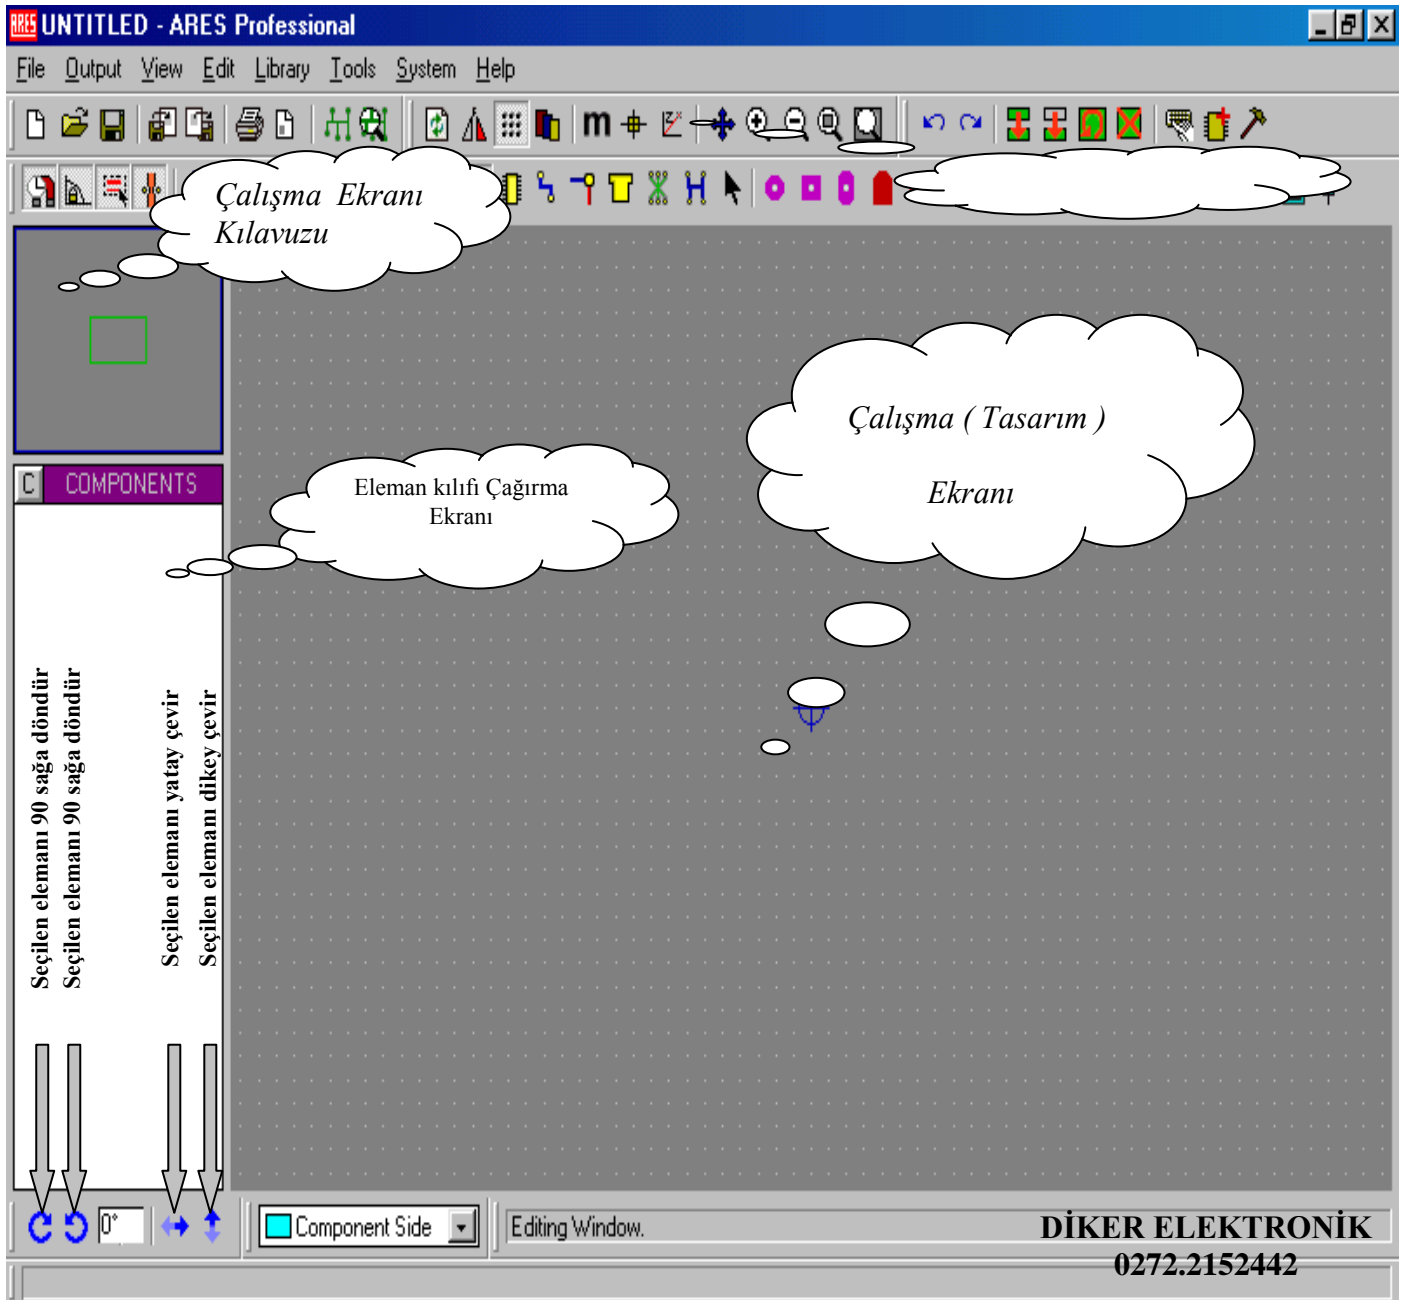 ARES UNTITLED - ARES Professional
File Output View Edit Library Tools System Help
Çalışma Ekranı
Kılavuzu
Çalışma ( Tasarım )
Ekranı
Eleman kılıfı Çağırma
Ekranı
C COMPONENTS
Seçilen elemanı 90 sağa döndür
Seçilen elemanı 90 sağa döndür
Seçilen elemanı yatay çevir
Seçilen elemanı dikey çevir
0° Component Side Editing Window.
DİKER ELEKTRONİK
0272.2152442